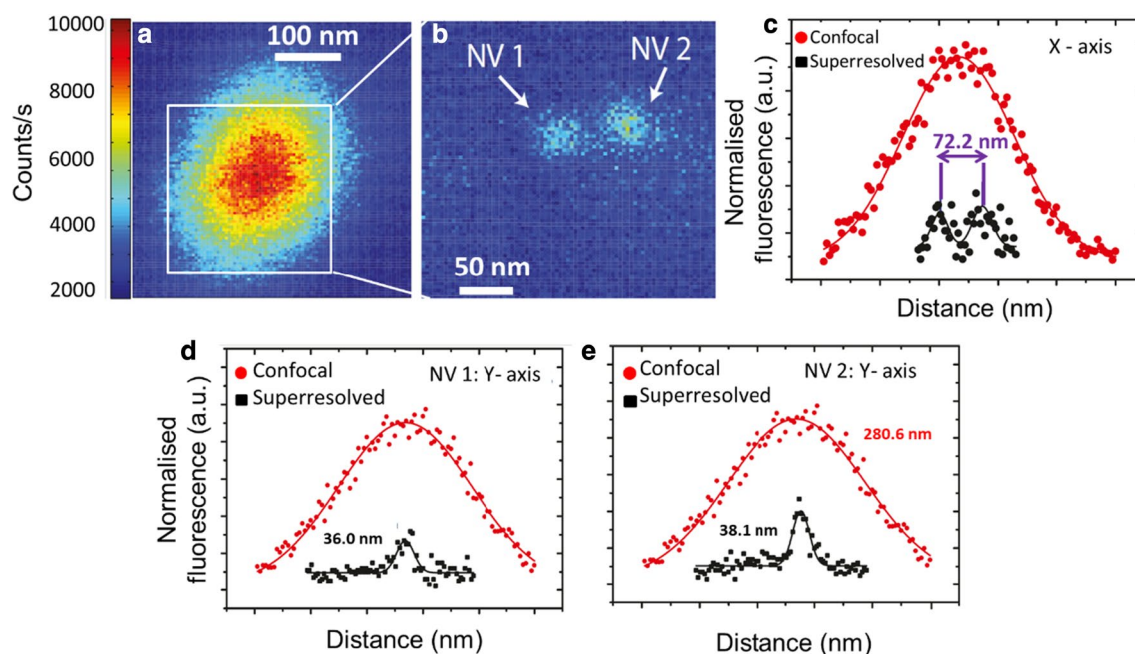 Counts/s
10000
8000
6000
4000
2000
a
100 nm
b
NV 1
NV 2
50 nm
c
Confocal
Superresolved
X - axis
72.2 nm
Normalised
fluorescence (a.u.)
Distance (nm)
d
Confocal
Superresolved
NV 1: Y- axis
36.0 nm
Normalised
fluorescence (a.u.)
Distance (nm)
e
Confocal
Superresolved
NV 2: Y- axis
280.6 nm
38.1 nm
Normalised
fluorescence (a.u.)
Distance (nm)